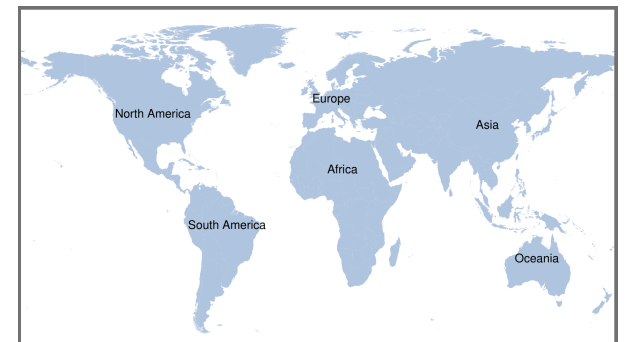 Europe
North America
Asia
Africa
South America
Oceania